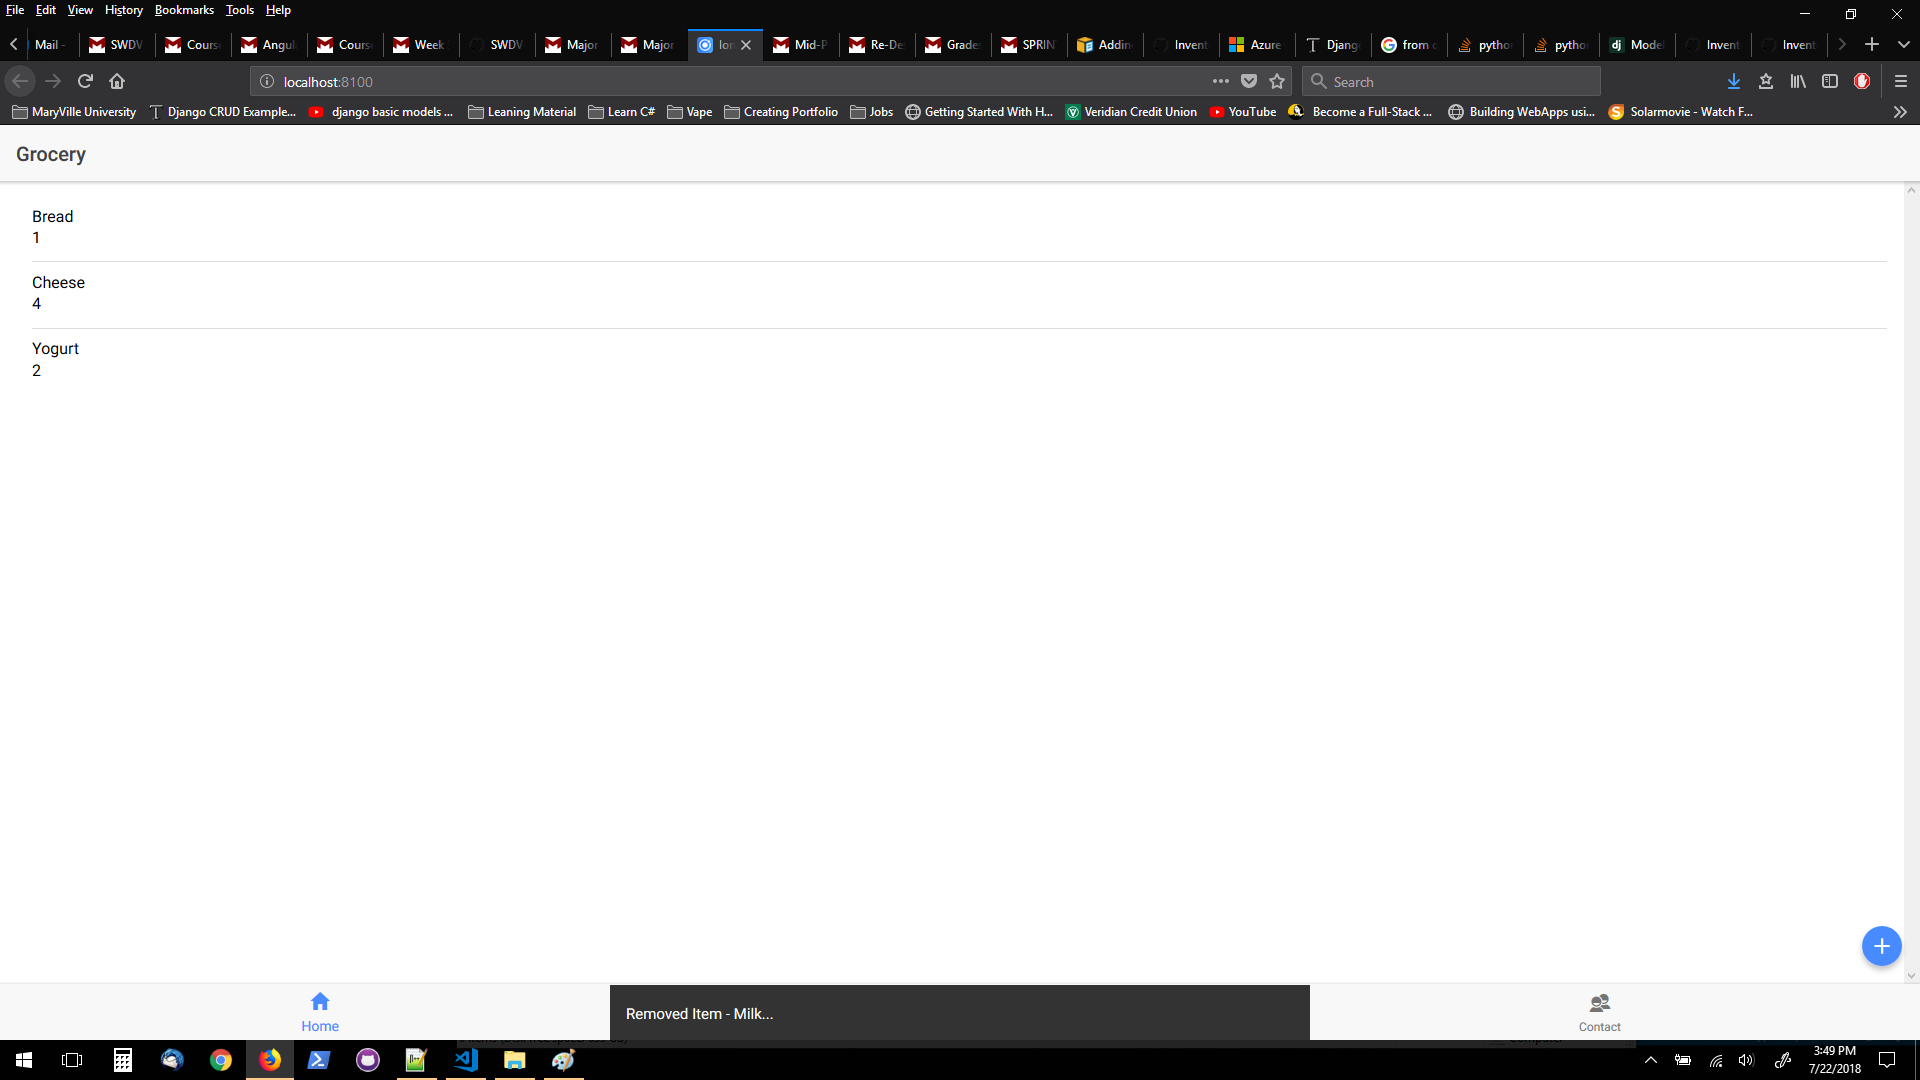 File Edit View History Bookmarks Tools Help
Mail - SWDV Cours Angul Cours Week SWDV Major Major Ion Mid-P Re-De Grade SPRIN Addin Invent Azure Djang from pytho pytho Model Invent Invent
localhost:8100 Search
MaryVille University Django CRUD Example... django basic models ... Leaning Material Learn C# Vape Creating Portfolio Jobs Getting Started With H... Veridian Credit Union YouTube Become a Full-Stack ... Building WebApps usi... Solarmovie - Watch F...
Grocery
Bread
1
Cheese
4
Yogurt
2
Home
Removed Item - Milk...
Contact
3:49 PM
7/22/2018